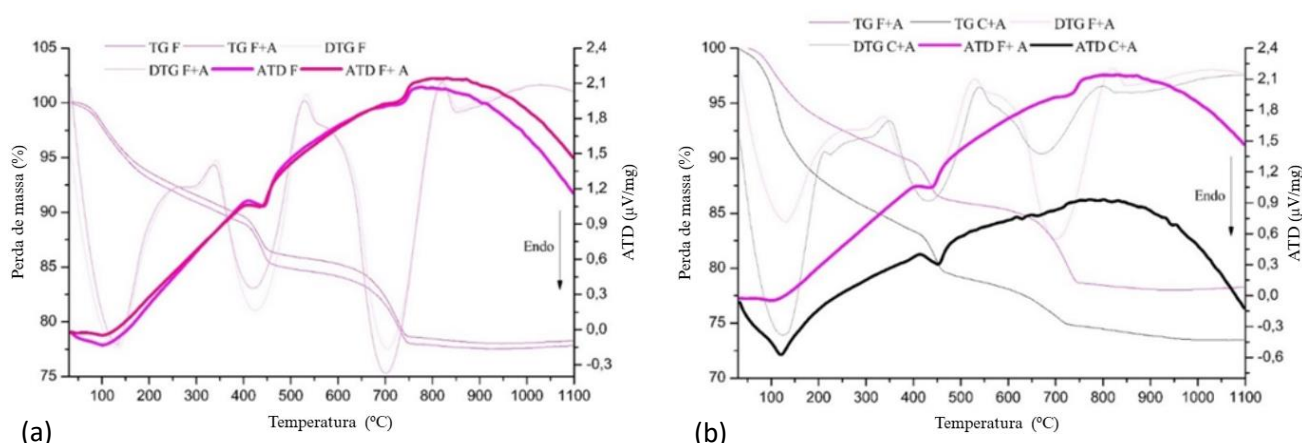 TG F TG F+A DTG F
DTG F+A ATD F ATD F+ A
105
100
95
90
85
80
75
Perda de massa (%)
2,4
2,1
1,8
1,5
1,2
0,9
0,6
0,3
0,0
-0,3
ATD (µV/mg)
Endo
100 200 300 400 500 600 700 800 900 1000 1100
Temperatura (ºC)
(a)
TG F+A TG C+A DTG F+A
DTG C+A ATD F+ A ATD C+A
100
95
90
85
80
75
70
Perda de massa (%)
2,4
2,1
1,8
1,5
1,2
0,9
0,6
0,3
0,0
-0,3
-0,6
ATD (µV/mg)
Endo
100 200 300 400 500 600 700 800 900 1000 1100
Temperatura (ºC)
(b)